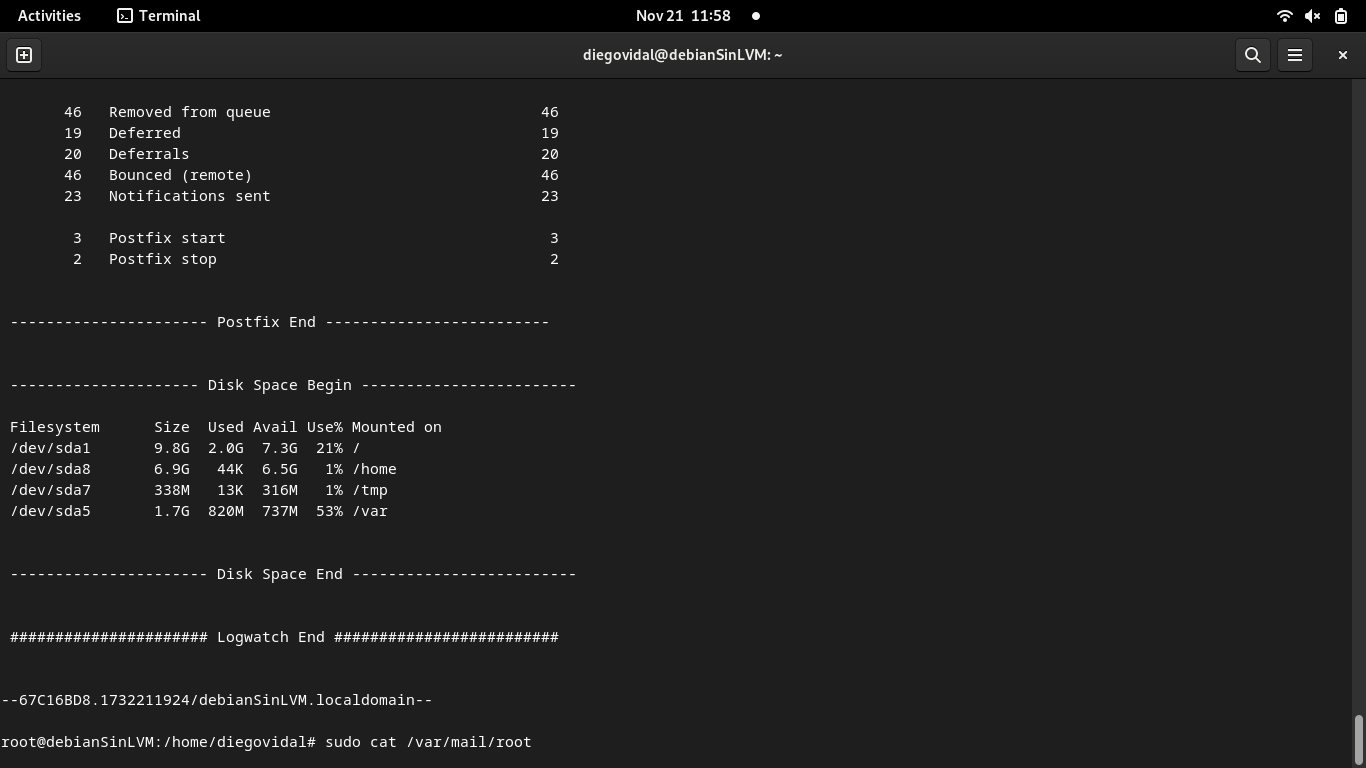 Activities Terminal Nov 21 11:58
diegovidal@debianSinLVM: ~
46 Removed from queue 46
19 Deferred 19
20 Deferrals 20
46 Bounced (remote) 46
23 Notifications sent 23
3 Postfix start 3
2 Postfix stop 2
---------------------- Postfix End -------------------------
--------------------- Disk Space Begin ------------------------
Filesystem Size Used Avail Use% Mounted on
/dev/sda1 9.8G 2.0G 7.3G 21% /
/dev/sda8 6.9G 44K 6.5G 1% /home
/dev/sda7 338M 13K 316M 1% /tmp
/dev/sda5 1.7G 820M 737M 53% /var
---------------------- Disk Space End -------------------------
###################### Logwatch End #########################
--67C16BD8.1732211924/debianSinLVM.localdomain--
root@debianSinLVM:/home/diegovidal# sudo cat /var/mail/root